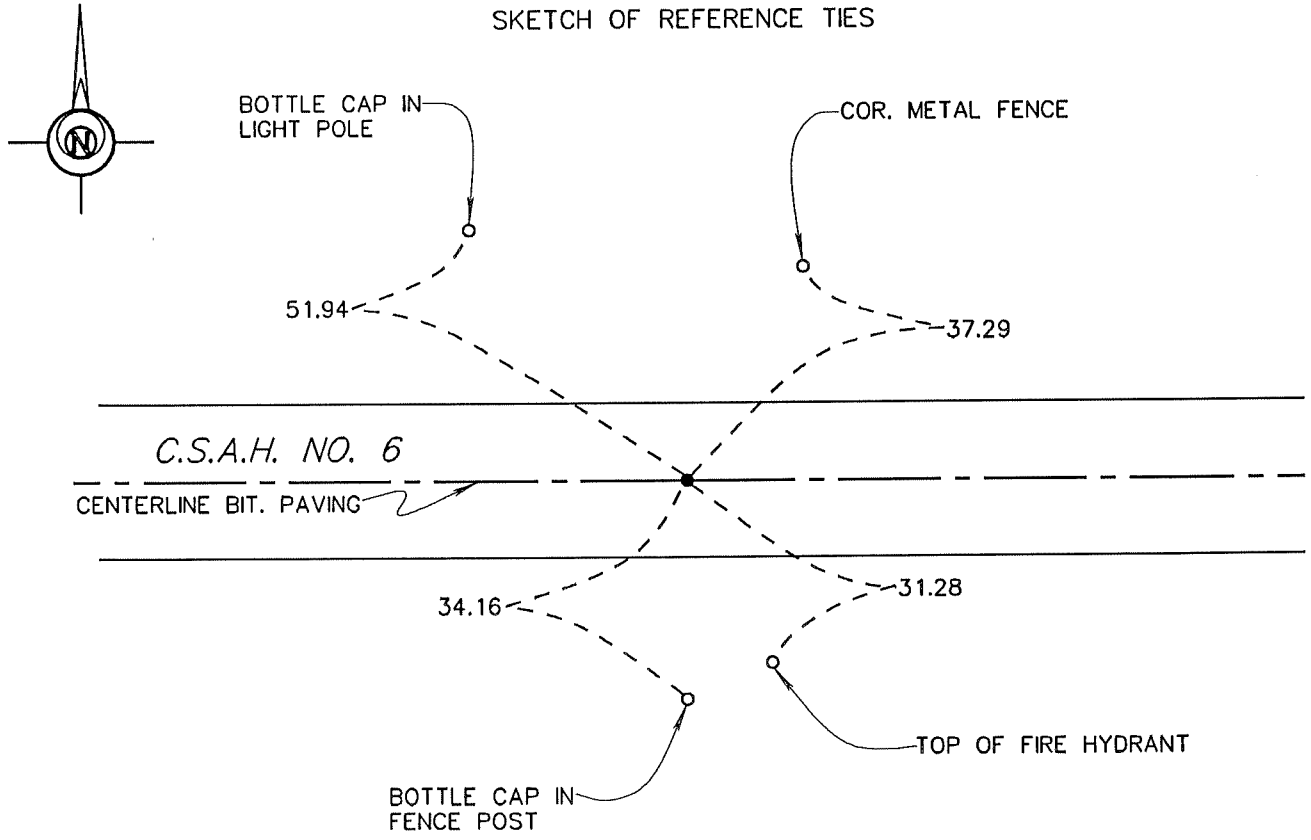 SKETCH OF REFERENCE TIES
N
BOTTLE CAP IN
LIGHT POLE
COR. METAL FENCE
51.94
37.29
C.S.A.H. NO. 6
CENTERLINE BIT. PAVING
34.16
31.28
TOP OF FIRE HYDRANT
BOTTLE CAP IN
FENCE POST